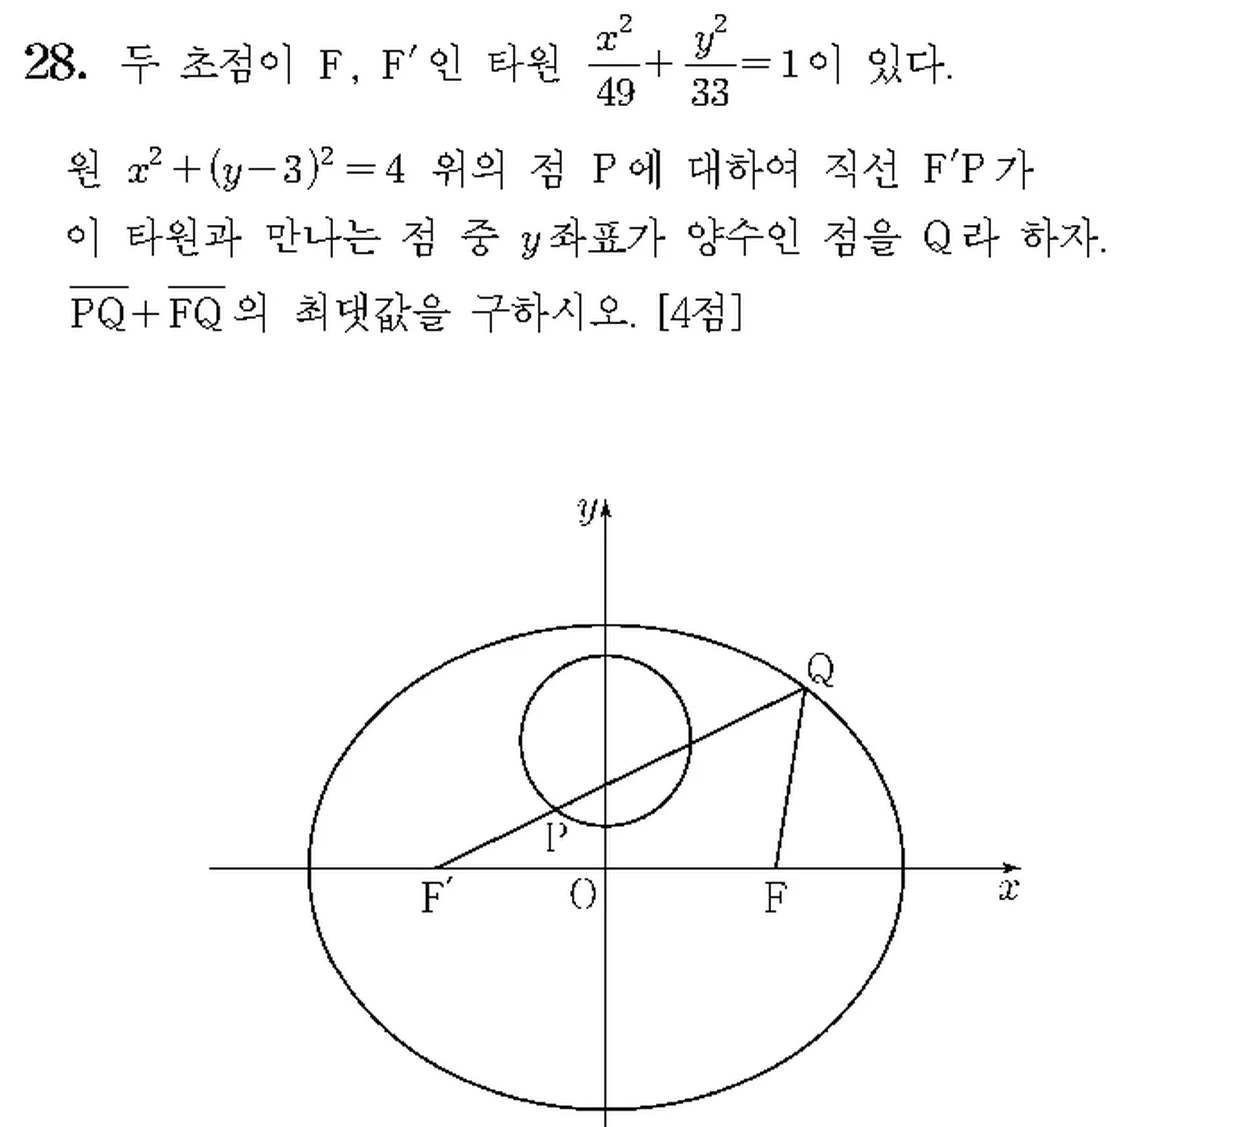 28. 두 초점이 F, F′인 타원 x²/49 + y²/33 = 1이 있다.
원 x² + (y − 3)² = 4 위의 점 P에 대하여 직선 F′P가
이 타원과 만나는 점 중 y좌표가 양수인 점을 Q라 하자.
P̅Q̅ + F̅Q̅의 최댓값을 구하시오. [4점]
y
Q
P
F′ O F x